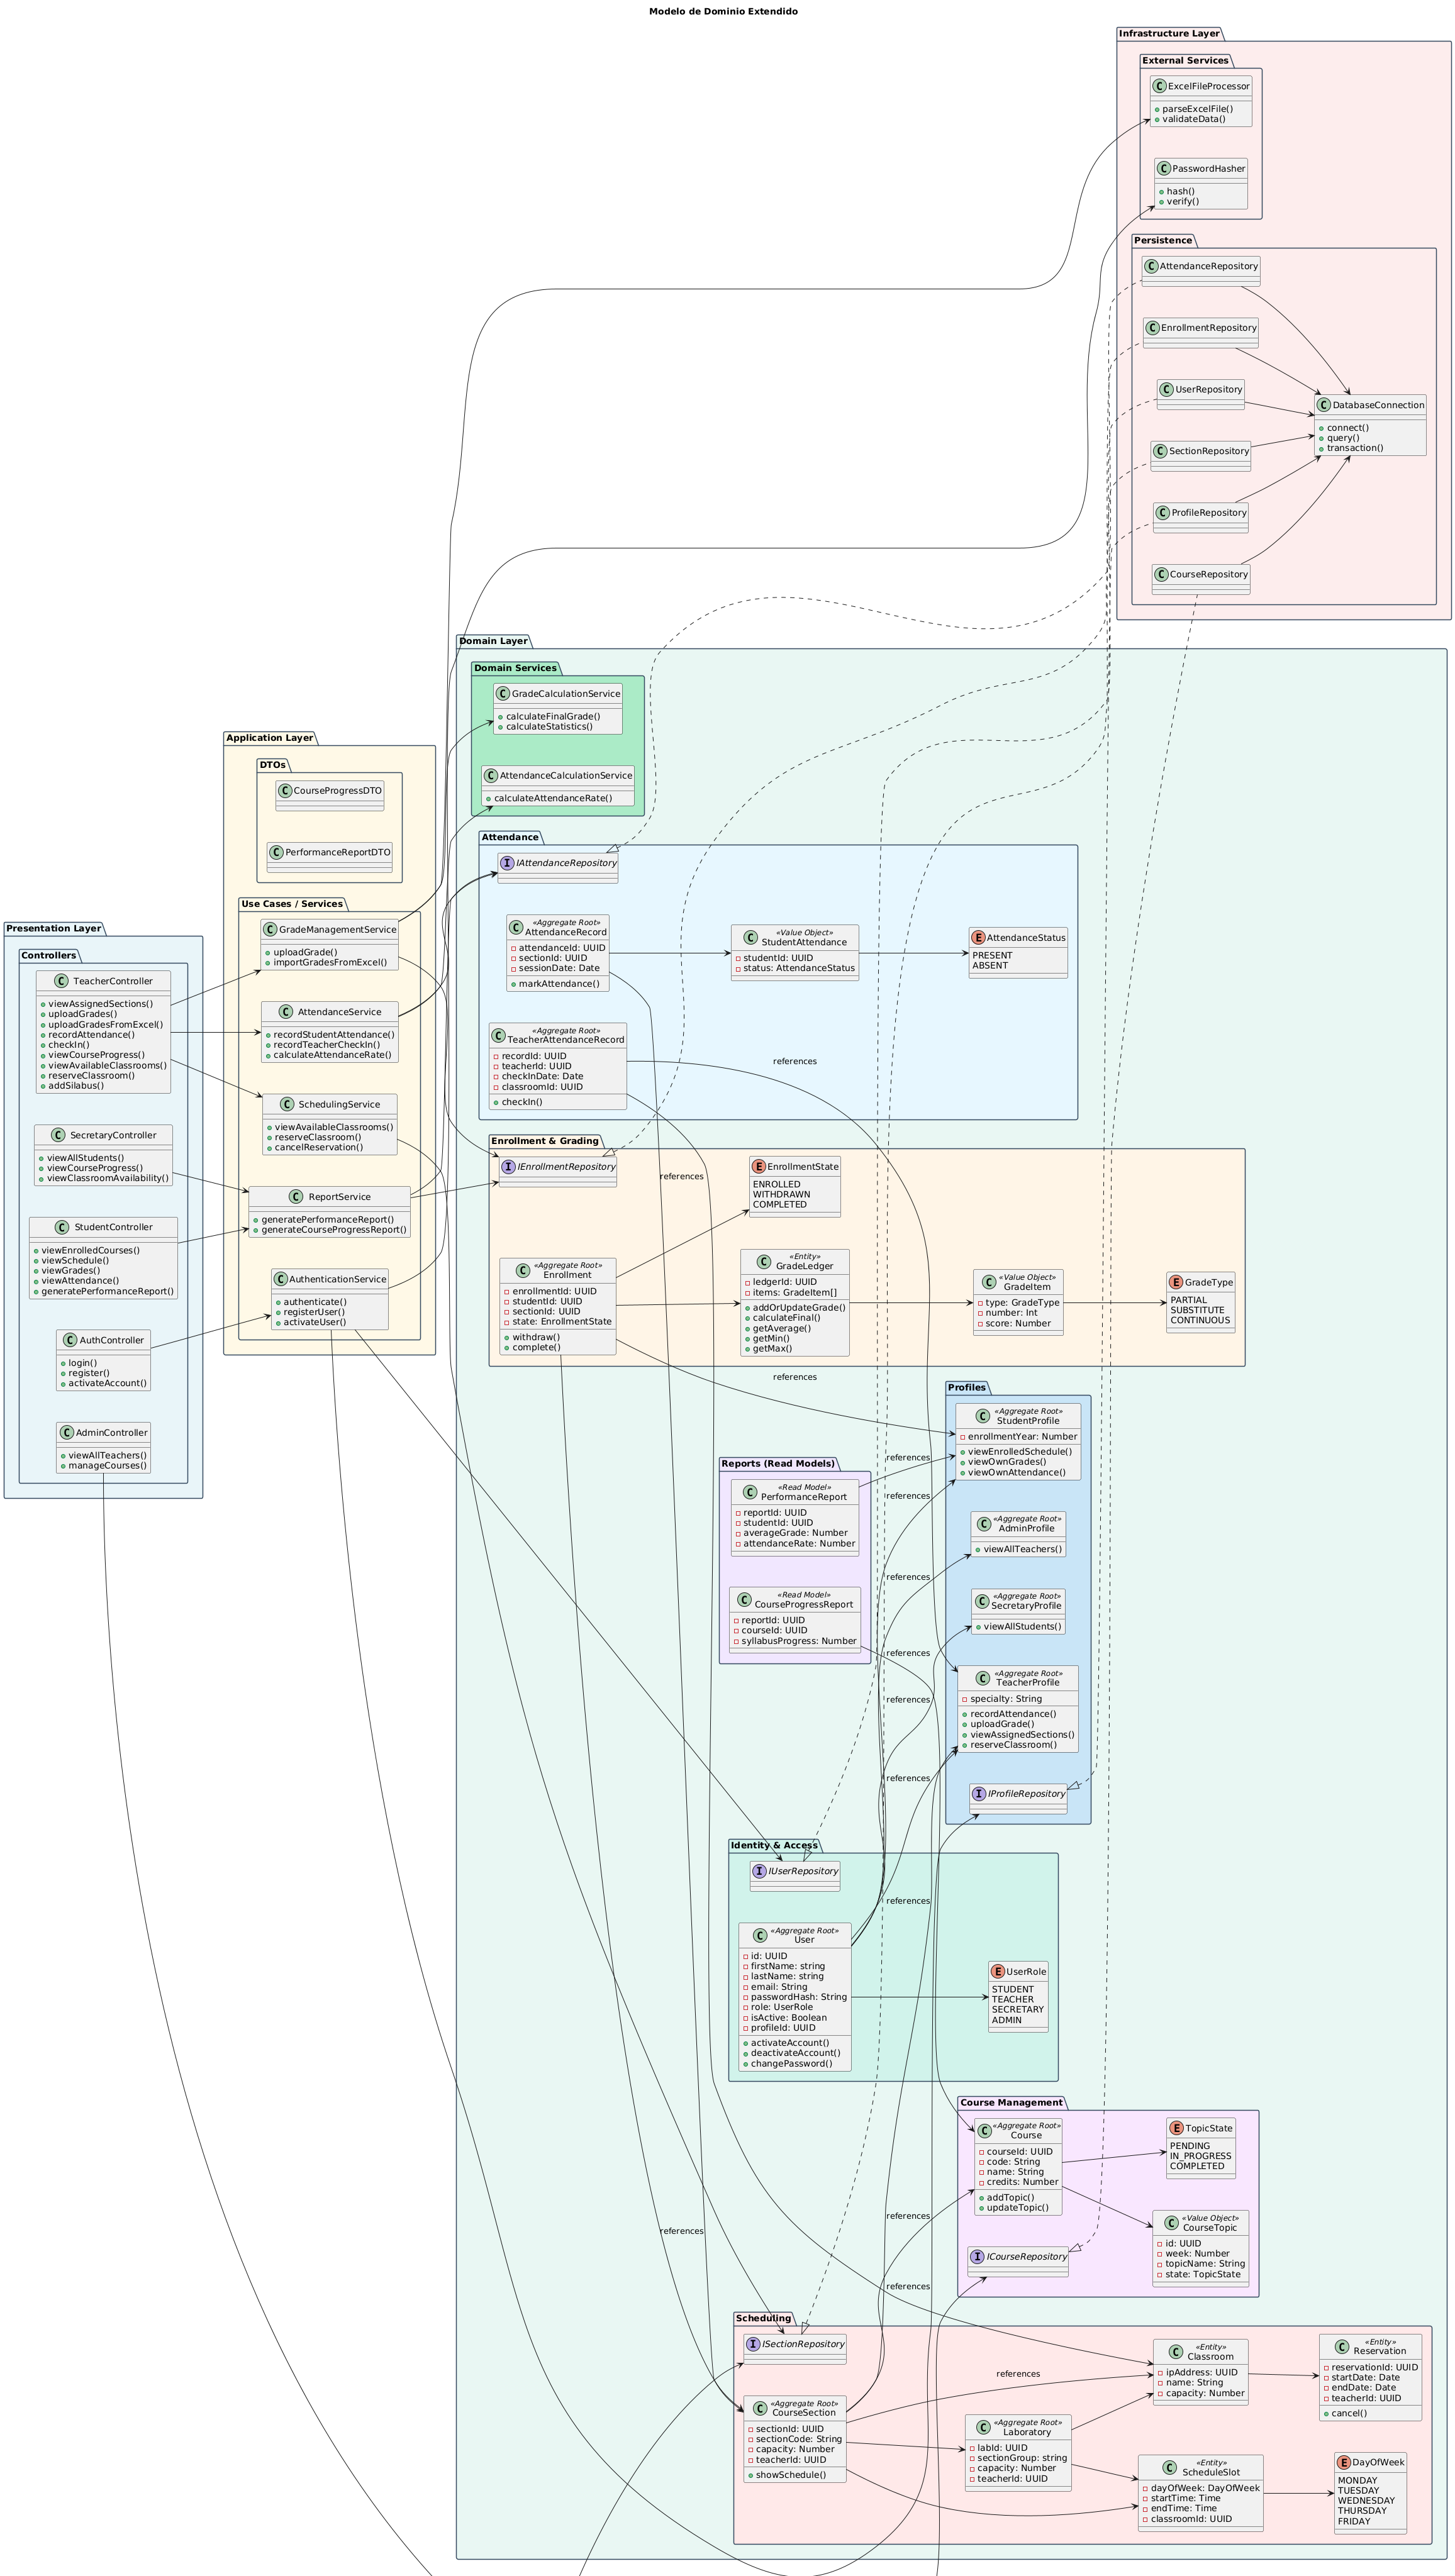 Modelo de Dominio Extendido
Infrastructure Layer
External Services
C ExcelFileProcessor
parseExcelFile()
validateData()
C PasswordHasher
hash()
verify()
Persistence
C AttendanceRepository
C EnrollmentRepository
C UserRepository
C DatabaseConnection
connect()
query()
transaction()
C SectionRepository
C ProfileRepository
C CourseRepository
Domain Layer
Domain Services
C GradeCalculationService
calculateFinalGrade()
calculateStatistics()
C AttendanceCalculationService
calculateAttendanceRate()
Application Layer
DTOs
C CourseProgressDTO
C PerformanceReportDTO
Use Cases / Services
C GradeManagementService
uploadGrade()
importGradesFromExcel()
C AttendanceService
recordStudentAttendance()
recordTeacherCheckIn()
calculateAttendanceRate()
C SchedulingService
viewAvailableClassrooms()
reserveClassroom()
cancelReservation()
C ReportService
generatePerformanceReport()
generateCourseProgressReport()
C AuthenticationService
authenticate()
registerUser()
activateUser()
Presentation Layer
Controllers
C TeacherController
viewAssignedSections()
uploadGrades()
uploadGradesFromExcel()
recordAttendance()
checkIn()
viewCourseProgress()
viewAvailableClassrooms()
reserveClassroom()
addSilabus()
C SecretaryController
viewAllStudents()
viewCourseProgress()
viewClassroomAvailability()
C StudentController
viewEnrolledCourses()
viewSchedule()
viewGrades()
viewAttendance()
generatePerformanceReport()
C AuthController
login()
register()
activateAccount()
C AdminController
viewAllTeachers()
manageCourses()
Attendance
I IAttendanceRepository
C «Aggregate Root»
AttendanceRecord
attendanceId: UUID
sectionId: UUID
sessionDate: Date
markAttendance()
C «Value Object»
StudentAttendance
studentId: UUID
status: AttendanceStatus
E AttendanceStatus
PRESENT
ABSENT
C «Aggregate Root»
TeacherAttendanceRecord
recordId: UUID
teacherId: UUID
checkInDate: Date
classroomId: UUID
checkIn()
references
references
Enrollment & Grading
I IEnrollmentRepository
E EnrollmentState
ENROLLED
WITHDRAWN
COMPLETED
C «Aggregate Root»
Enrollment
enrollmentId: UUID
studentId: UUID
sectionId: UUID
state: EnrollmentState
withdraw()
complete()
C «Entity»
GradeLedger
ledgerId: UUID
items: GradeItem[]
addOrUpdateGrade()
calculateFinal()
getAverage()
getMin()
getMax()
C «Value Object»
GradeItem
type: GradeType
number: Int
score: Number
E GradeType
PARTIAL
SUBSTITUTE
CONTINUOUS
references
Profiles
C «Aggregate Root»
StudentProfile
enrollmentYear: Number
viewEnrolledSchedule()
viewOwnGrades()
viewOwnAttendance()
C «Aggregate Root»
AdminProfile
viewAllTeachers()
C «Aggregate Root»
SecretaryProfile
viewAllStudents()
C «Aggregate Root»
TeacherProfile
specialty: String
recordAttendance()
uploadGrade()
viewAssignedSections()
reserveClassroom()
I IProfileRepository
Reports (Read Models)
C «Read Model»
PerformanceReport
reportId: UUID
studentId: UUID
averageGrade: Number
attendanceRate: Number
C «Read Model»
CourseProgressReport
reportId: UUID
courseId: UUID
syllabusProgress: Number
references
references
references
references
references
references
references
Identity & Access
I IUserRepository
C «Aggregate Root»
User
id: UUID
firstName: string
lastName: string
email: String
passwordHash: String
role: UserRole
isActive: Boolean
profileId: UUID
activateAccount()
deactivateAccount()
changePassword()
E UserRole
STUDENT
TEACHER
SECRETARY
ADMIN
Course Management
C «Aggregate Root»
Course
courseId: UUID
code: String
name: String
credits: Number
addTopic()
updateTopic()
E TopicState
PENDING
IN_PROGRESS
COMPLETED
C «Value Object»
CourseTopic
id: UUID
week: Number
topicName: String
state: TopicState
I ICourseRepository
references
references
references
Scheduling
I ISectionRepository
C «Aggregate Root»
CourseSection
sectionId: UUID
sectionCode: String
capacity: Number
teacherId: UUID
showSchedule()
references
C «Aggregate Root»
Laboratory
labId: UUID
sectionGroup: string
capacity: Number
teacherId: UUID
C «Entity»
Classroom
ipAddress: UUID
name: String
capacity: Number
C «Entity»
Reservation
reservationId: UUID
startDate: Date
endDate: Date
teacherId: UUID
cancel()
C «Entity»
ScheduleSlot
dayOfWeek: DayOfWeek
startTime: Time
endTime: Time
classroomId: UUID
E DayOfWeek
MONDAY
TUESDAY
WEDNESDAY
THURSDAY
FRIDAY